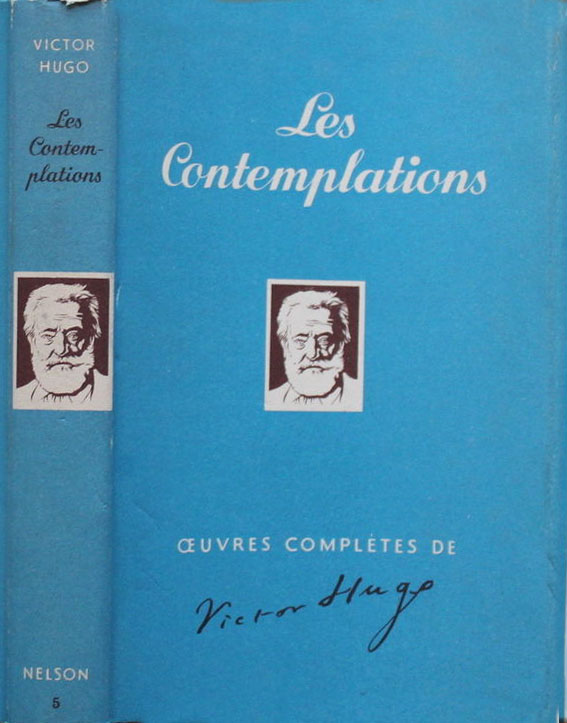 VICTOR
HUGO
Les
Contem-
plations
NELSON
5
Les
Contemplations
ŒUVRES COMPLÈTES DE
Victor Hugo